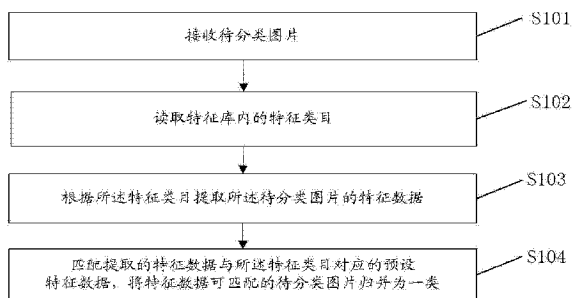 接收待分类图片
S101
读取特征库内的特征类目
S102
根据所述特征类目提取所述待分类图片的特征数据
S103
匹配提取的特征数据与所述特征类目对应的预设
特征数据，将特征数据可匹配的待分类图片归并为一类
S104